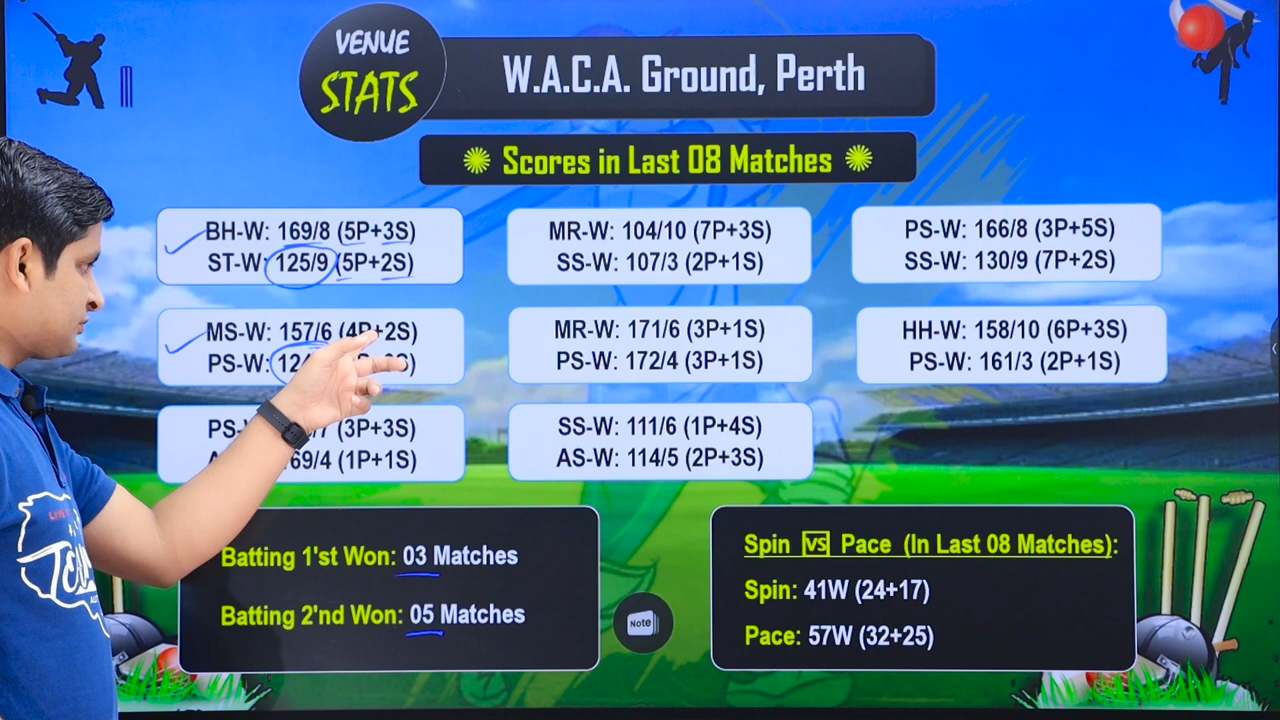 VENUE
STATS
W.A.C.A. Ground, Perth
Scores in Last 08 Matches
BH-W: 169/8 (5P+3S)
ST-W: 125/9 (5P+2S)
MR-W: 104/10 (7P+3S)
SS-W: 107/3 (2P+1S)
PS-W: 166/8 (3P+5S)
SS-W: 130/9 (7P+2S)
MS-W: 157/6 (4P+2S)
PS-W:
MR-W: 171/6 (3P+1S)
PS-W: 172/4 (3P+1S)
HH-W: 158/10 (6P+3S)
PS-W: 161/3 (2P+1S)
(3P+3S)
(1P+1S)
SS-W: 111/6 (1P+4S)
AS-W: 114/5 (2P+3S)
Batting 1'st Won: 03 Matches
Batting 2'nd Won: 05 Matches
Note
Spin VS Pace (In Last 08 Matches):
Spin: 41W (24+17)
Pace: 57W (32+25)